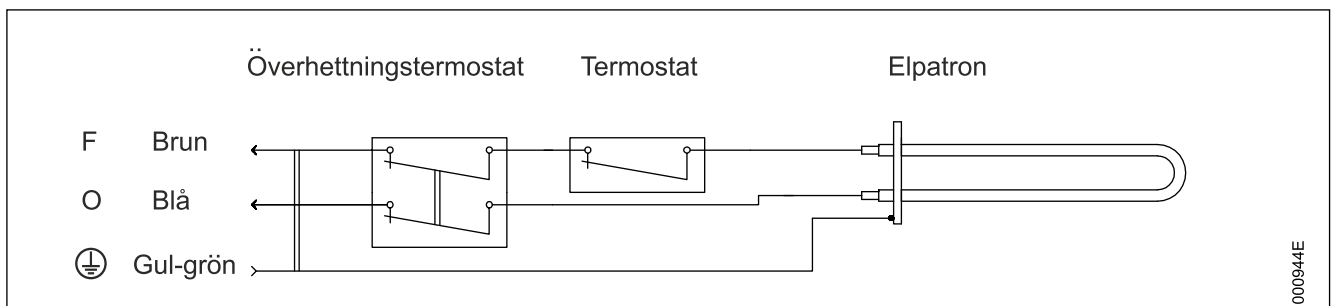 Överhettningstermostat Termostat Elpatron
F Brun
O Blå
Gul-grön
000944E